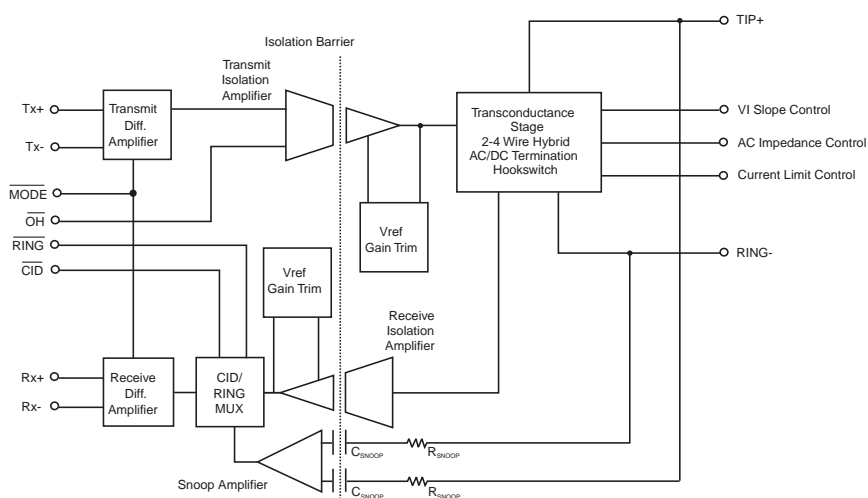 TIP+
Isolation Barrier
Transmit
Isolation
Amplifier
Tx+
Tx-
Transmit
Diff.
Amplifier
Transconductance
Stage
2-4 Wire Hybrid
AC/DC Termination
Hookswitch
VI Slope Control
AC Impedance Control
Current Limit Control
MODE
OH
RING
CID
Vref
Gain Trim
Vref
Gain Trim
RING-
Receive
Isolation
Amplifier
Rx+
Rx-
Receive
Diff.
Amplifier
CID/
RING
MUX
Snoop Amplifier
CSNOOP
RSNOOP
CSNOOP
RSNOOP